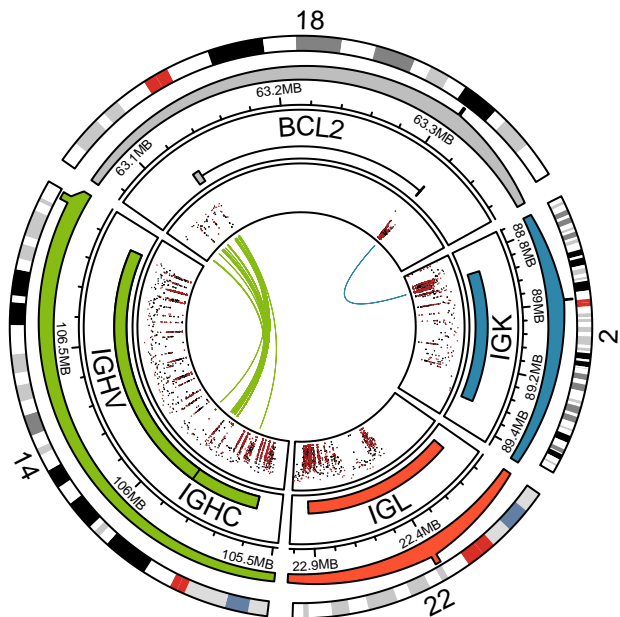 18
63.1MB
63.2MB
63.3MB
BCL2
88.8MB
89MB
89.2MB
89.4MB
IGK
2
22.4MB
22.9MB
IGL
22
105.5MB
106MB
106.5MB
IGHC
IGHV
14